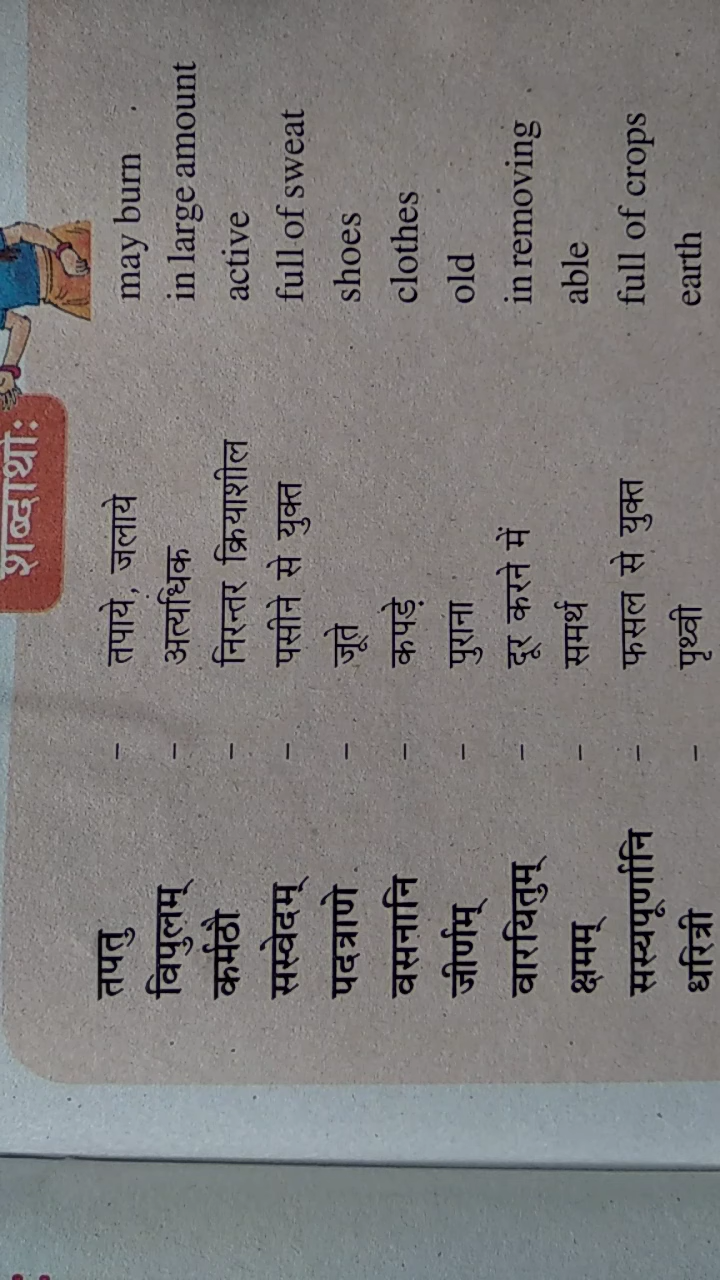 शब्दार्थाः
तपतु – तपाये, जलाये may burn
विपुलम् – अत्यधिक in large amount
कर्मठौ – निरन्तर क्रियाशील active
सस्वेदम् – पसीने से युक्त full of sweat
पदत्राणे – जूते shoes
वसनानि – कपड़े clothes
जीर्णम् – पुराना old
वारयितुम् – दूर करने में in removing
क्षमम् – समर्थ able
सस्यपूर्णानि – फसल से युक्त full of crops
धरित्री – पृथ्वी earth